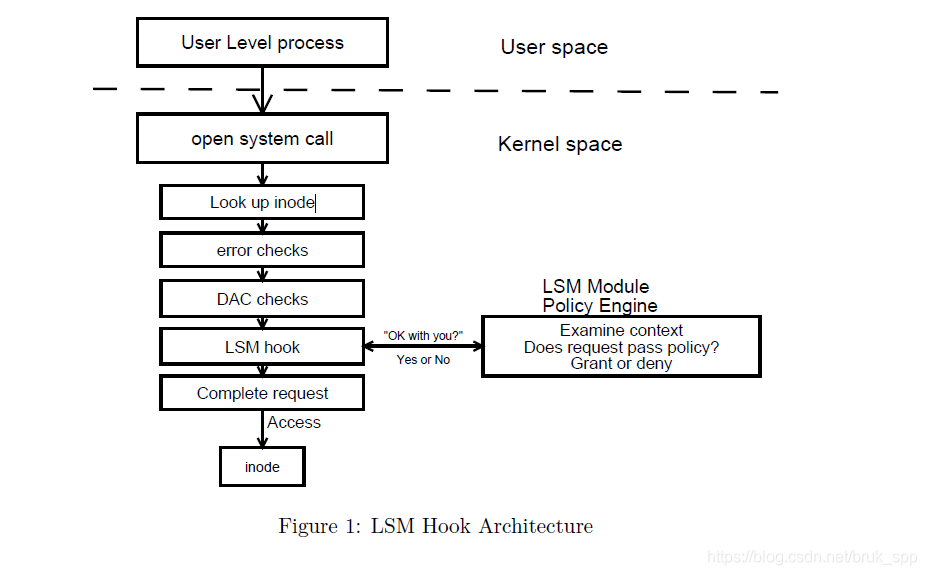 User Level process
User space
open system call
Kernel space
Look up inode
error checks
DAC checks
LSM Module
Policy Engine
LSM hook
"OK with you?"
Yes or No
Examine context
Does request pass policy?
Grant or deny
Complete request
Access
inode
Figure 1: LSM Hook Architecture
https://blog.csdn.net/bruk_spp